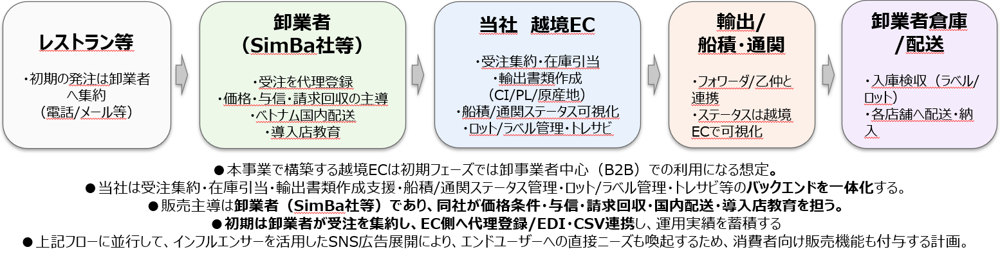 レストラン等
・初期の発注は卸業者
へ集約
（電話/メール等）
卸業者
（SimBa社等）
・受注を代理登録
・価格・与信・請求回収の主導
・ベトナム国内配送
・導入店教育
当社　越境EC
・受注集約・在庫引当
・輸出書類作成
（CI/PL/原産地）
・船積/通関ステータス可視化
・ロット/ラベル管理・トレサビ
輸出/
船積・通関
・フォワーダ/乙仲と
連携
・ステータスは越境
ECで可視化
卸業者倉庫
/配送
・入庫検収（ラベル/
ロット）
・各店舗へ配送・納
入
●本事業で構築する越境ECは初期フェーズでは卸事業者中心（B2B）での利用になる想定。
●当社は受注集約・在庫引当・輸出書類作成支援・船積/通関ステータス管理・ロット/ラベル管理・トレサビ等のバックエンドを一体化する。
●販売主導は卸業者（SimBa社等）であり、同社が価格条件・与信・請求回収・国内配送・導入店教育を担う。
●初期は卸業者が受注を集約し、EC側へ代理登録/EDI・CSV連携し、運用実績を蓄積する
●上記フローに並行して、インフルエンサーを活用したSNS広告展開により、エンドユーザーへの直接ニーズも喚起するため、消費者向け販売機能も付与する計画。